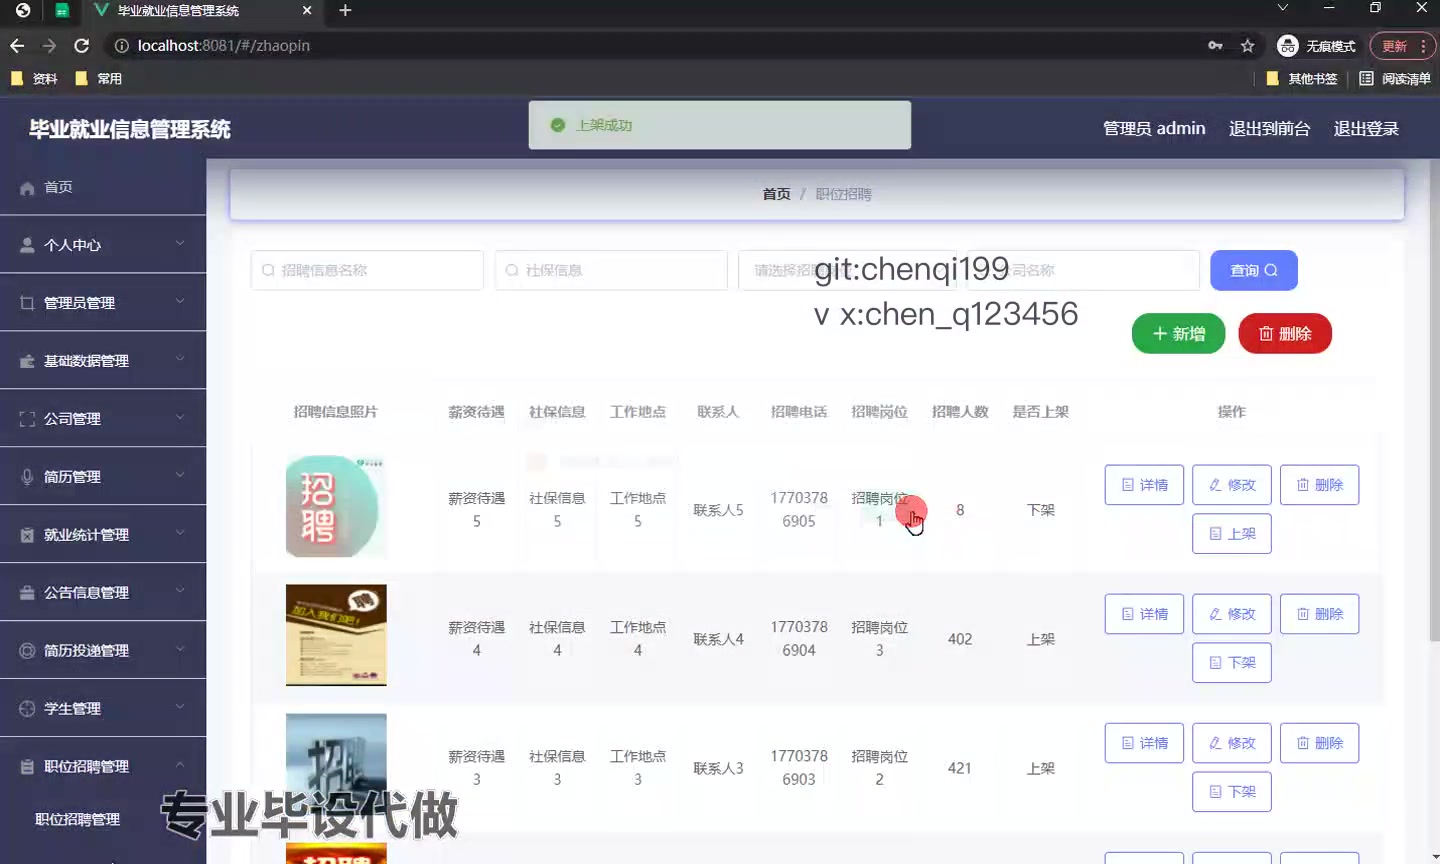 毕业就业信息管理系统
localhost:8081/#/zhaopin
无痕模式
更新
资料
常用
其他书签
阅读清单
毕业就业信息管理系统
上架成功
管理员 admin
退出到前台
退出登录
首页
个人中心
管理员管理
基础数据管理
公司管理
简历管理
就业统计管理
公告信息管理
简历投递管理
学生管理
职位招聘管理
职位招聘管理
首页 / 职位招聘
招聘信息名称
社保信息
请选择招
司名称
查询
git:chenqi199
v x:chen_q123456
新增
删除
招聘信息照片 薪资待遇 社保信息 工作地点 联系人 招聘电话 招聘岗位 招聘人数 是否上架 操作
招聘
薪资待遇5 社保信息5 工作地点5 联系人5 17703786905 招聘岗位1 8 下架 详情 修改 删除
上架
聘
加入我们吧!
薪资待遇4 社保信息4 工作地点4 联系人4 17703786904 招聘岗位3 402 上架 详情 修改 删除
下架
招聘
薪资待遇3 社保信息3 工作地点3 联系人3 17703786903 招聘岗位2 421 上架 详情 修改 删除
下架
专业毕设代做
招聘